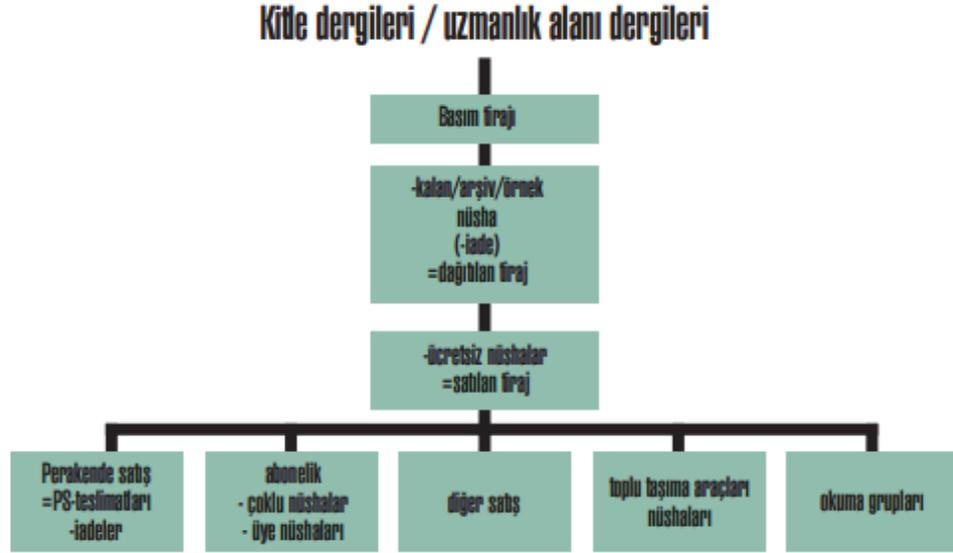 Kitle dergileri / uzmanlık alanı dergileri
Basım tirajı
-kalan/arşiv/örnek
nüsha
(-iade)
=dağıtılan tiraj
-ücretsiz nüshalar
=satılan tiraj
Perakende satış
=PS-teslimatları
-iadeler
abonelik
- çoklu nüshalar
- üye nüshaları
diğer satış
toplu taşıma araçları
nüshaları
okuma grupları